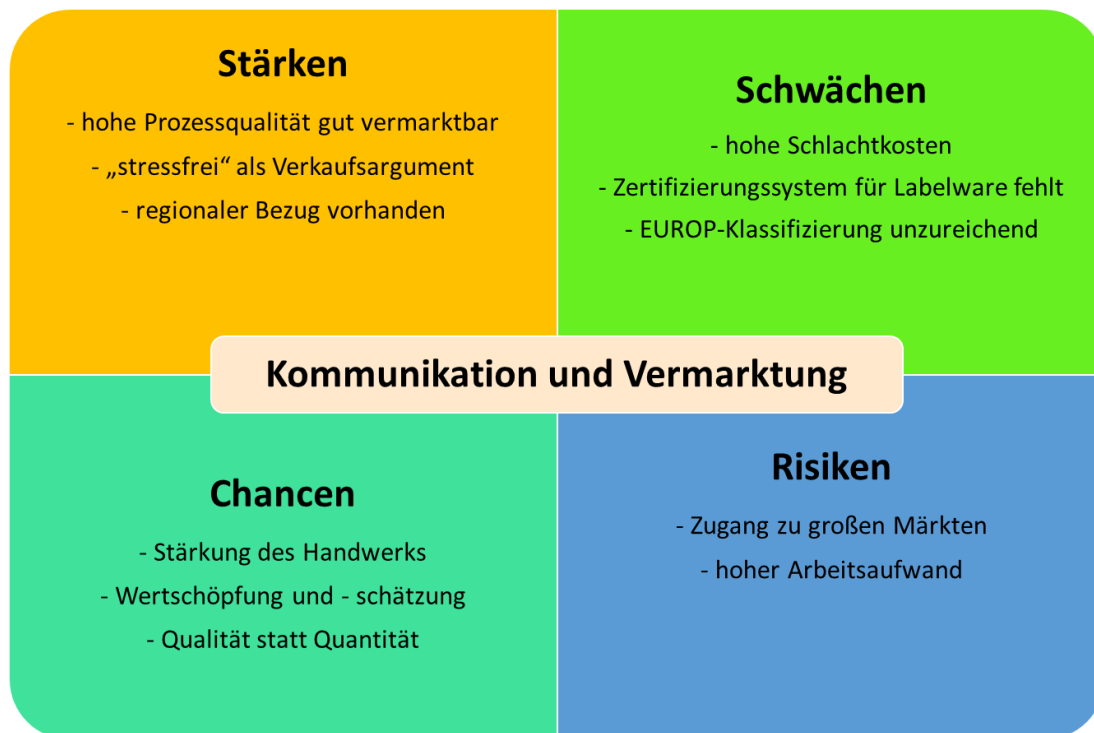 Stärken
- hohe Prozessqualität gut vermarktbar
- „stressfrei“ als Verkaufsargument
- regionaler Bezug vorhanden
Schwächen
- hohe Schlachtkosten
- Zertifizierungssystem für Labelware fehlt
- EUROP-Klassifizierung unzureichend
Kommunikation und Vermarktung
Chancen
- Stärkung des Handwerks
- Wertschöpfung und - schätzung
- Qualität statt Quantität
Risiken
- Zugang zu großen Märkten
- hoher Arbeitsaufwand